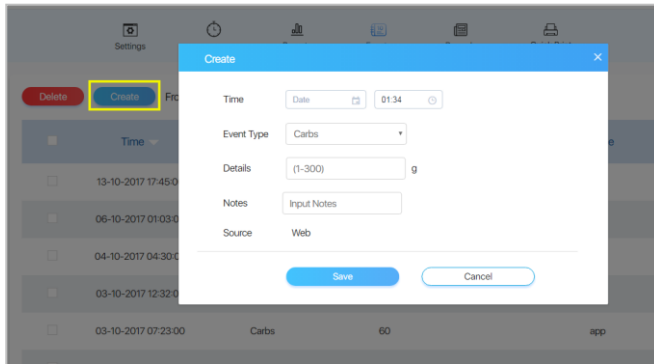 Settings
Create
Delete Create Fro
Time Date 01:34
Event Type Carbs
Details (1-300) g
Notes Input Notes
Source Web
Save Cancel
Time
13-10-2017 17:45:0
06-10-2017 01:03:0
04-10-2017 04:30:0
03-10-2017 12:32:0
03-10-2017 07:23:00 Carbs 60 app